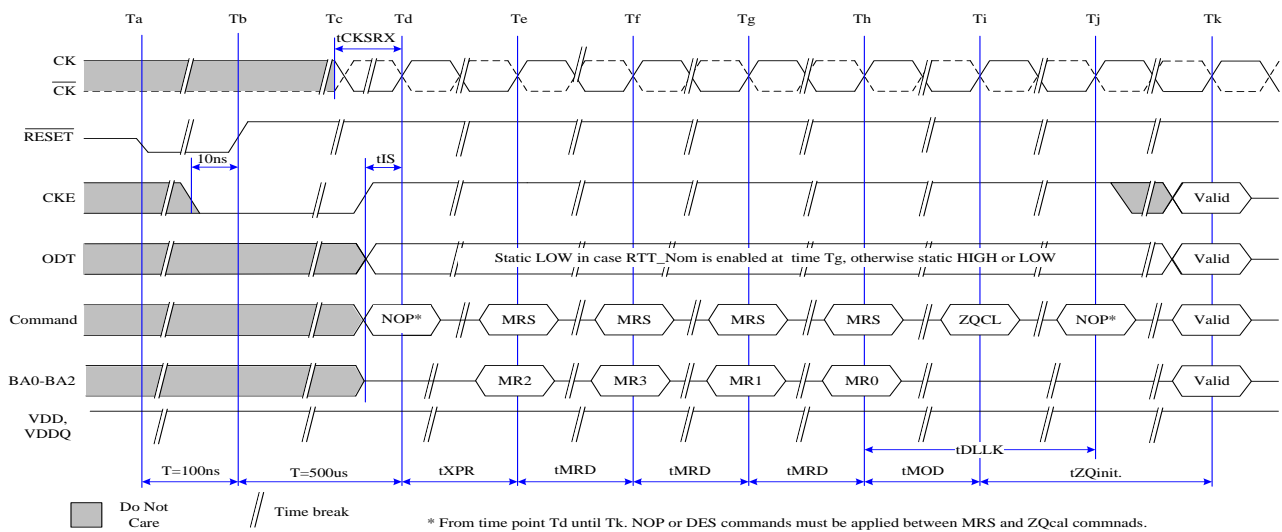 Ta Tb Tc Td Te Tf Tg Th Ti Tj Tk
tCKSRX
CK
CK
RESET
10ns tIS
CKE Valid
ODT Static LOW in case RTT_Nom is enabled at time Tg, otherwise static HIGH or LOW Valid
Command NOP* MRS MRS MRS MRS ZQCL NOP* Valid
BA0-BA2 MR2 MR3 MR1 MR0 Valid
VDD,
VDDQ
tDLLK
T=100ns T=500us tXPR tMRD tMRD tMRD tMOD tZQinit.
Do Not
Care
Time break
* From time point Td until Tk. NOP or DES commands must be applied between MRS and ZQcal commnads.